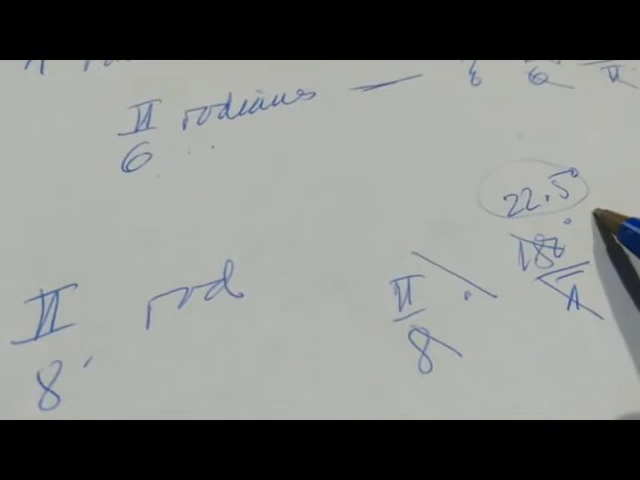 π/6 radians —
π/8 rad
π/8 · 180°/π
22.5°